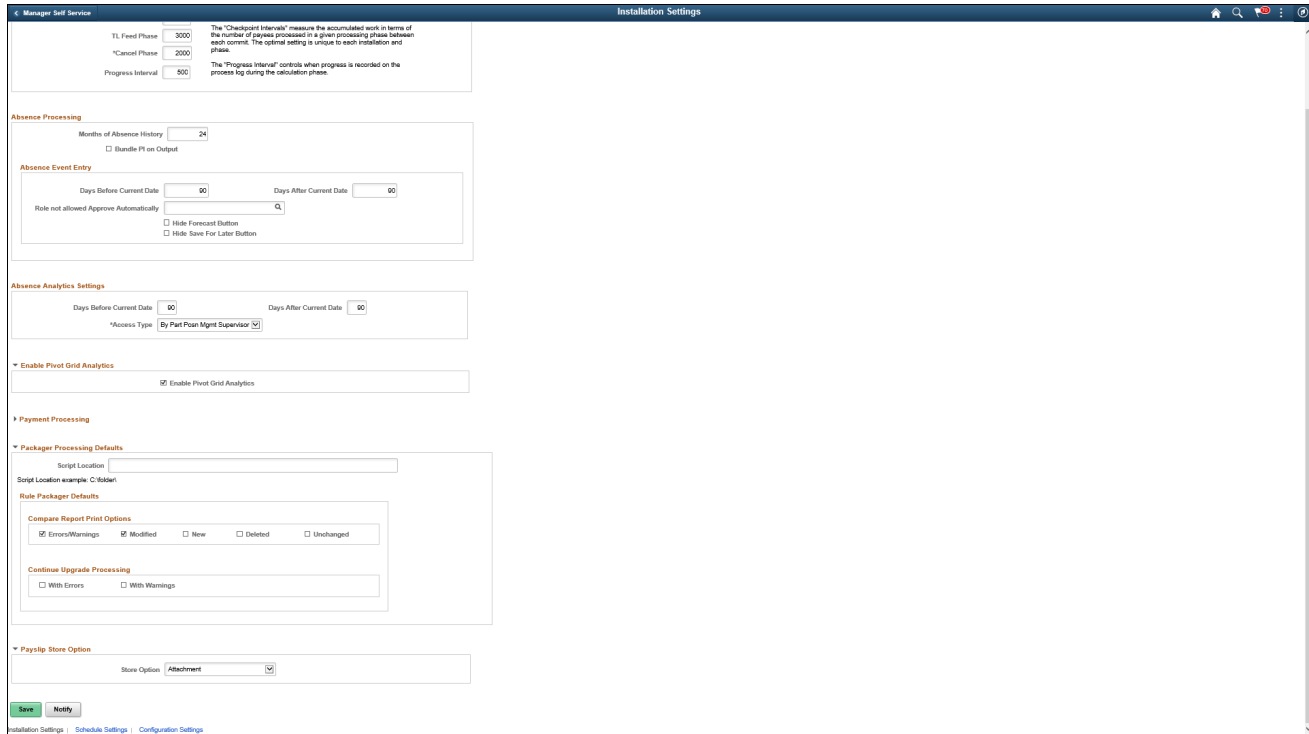 Manager Self Service
Installation Settings
The "Checkpoint Intervals" measure the accumulated work in terms of
TL Feed Phase 3000 the number of payees processed in a given processing phase between
each commit. The optimal setting is unique to each installation and
*Cancel Phase 2000 phase.
The "Progress Interval" controls when progress is recorded on the
Progress Interval 500 process log during the calculation phase.
Absence Processing
Months of Absence History 24
Bundle PI on Output
Absence Event Entry
Days Before Current Date 90 Days After Current Date 90
Role not allowed Approve Automatically
Hide Forecast Button
Hide Save For Later Button
Absence Analytics Settings
Days Before Current Date 90 Days After Current Date 90
*Access Type By Part Posn Mgmt Supervisor
Enable Pivot Grid Analytics
Enable Pivot Grid Analytics
Payment Processing
Packager Processing Defaults
Script Location
Script Location example: C:\folder\
Rule Packager Defaults
Compare Report Print Options
Errors/Warnings Modified New Deleted Unchanged
Continue Upgrade Processing
With Errors With Warnings
Payslip Store Option
Store Option Attachment
Save Notify
Installation Settings | Schedule Settings | Configuration Settings